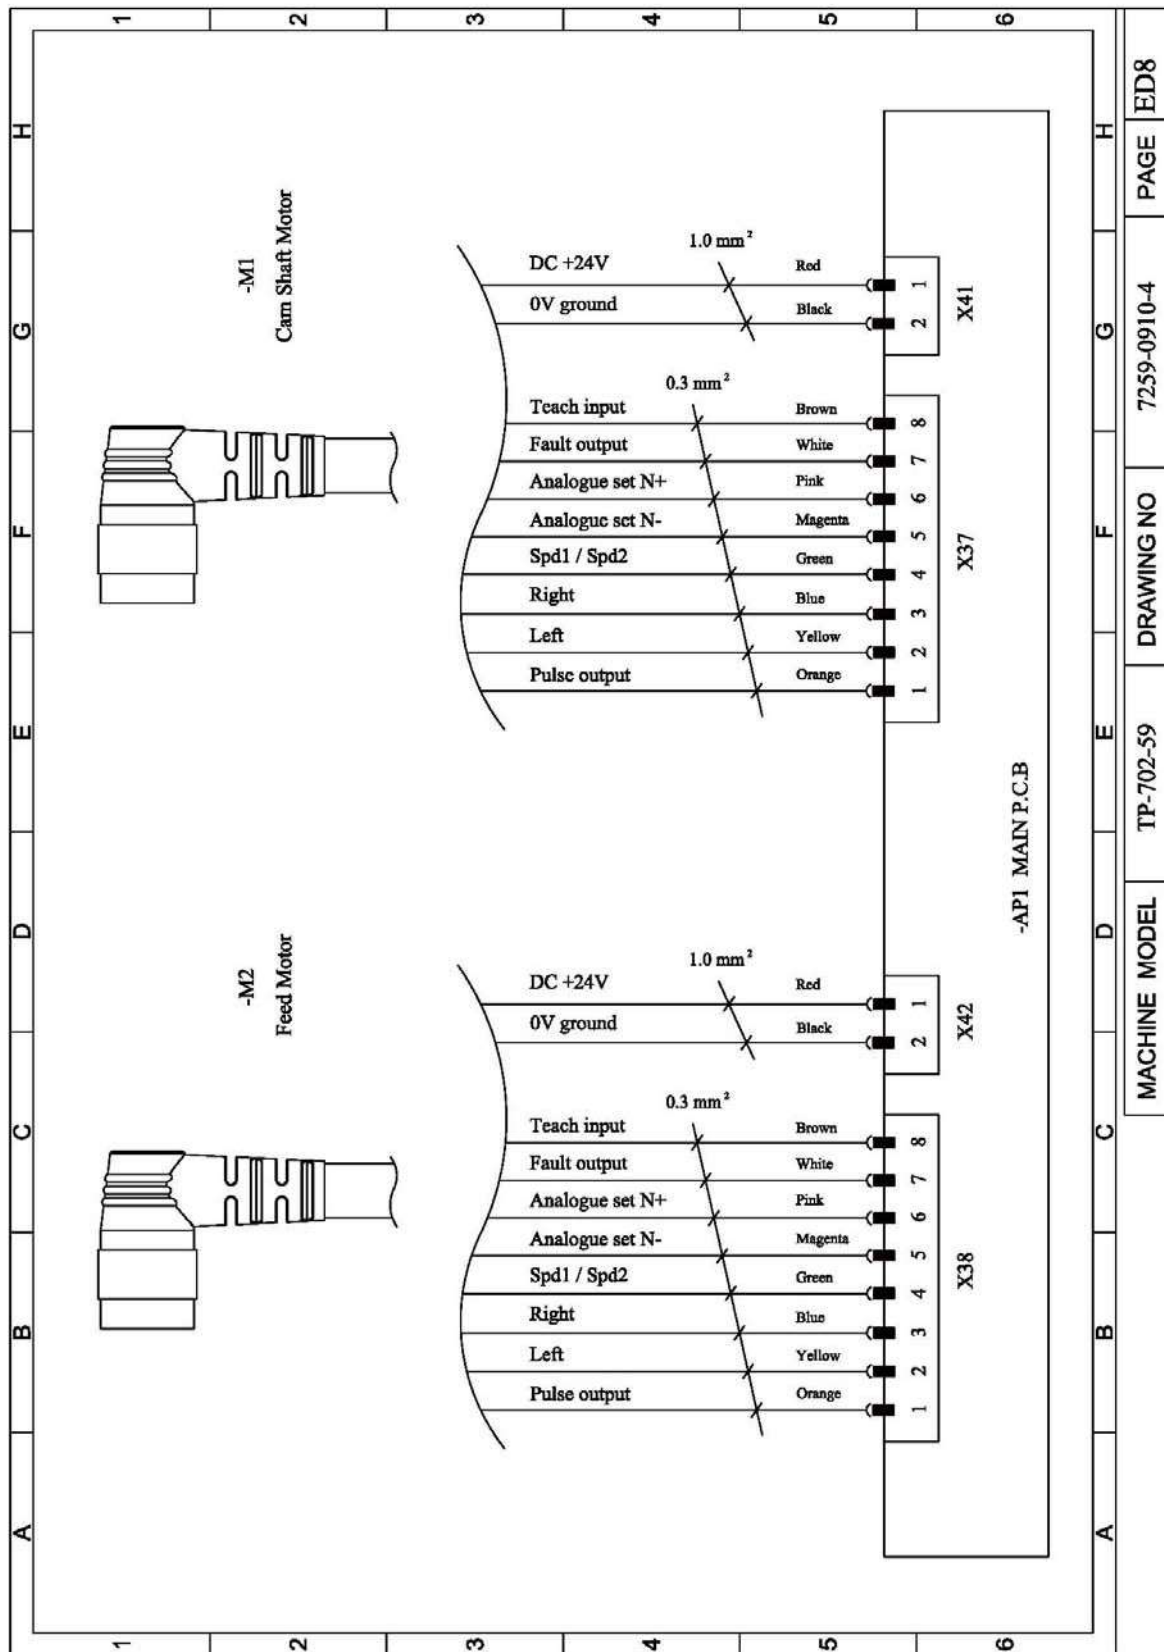 A B C D E F G H
1
2
3
4
5
6
1
2
3
4
5
6
-M2
Feed Motor
-M1
Cam Shaft Motor
Pulse output
Left
Right
Spd1 / Spd2
Analogue set N-
Analogue set N+
Fault output
Teach input
0V ground
DC +24V
0.3 mm²
1.0 mm²
Orange
Yellow
Blue
Green
Magenta
Pink
White
Brown
Black
Red
1 2 3 4 5 6 7 8
2 1
X38
X42
Pulse output
Left
Right
Spd1 / Spd2
Analogue set N-
Analogue set N+
Fault output
Teach input
0V ground
DC +24V
0.3 mm²
1.0 mm²
Orange
Yellow
Blue
Green
Magenta
Pink
White
Brown
Black
Red
1 2 3 4 5 6 7 8
2 1
X37
X41
-AP1 MAIN P.C.B
A B C D E F G H
MACHINE MODEL TP-702-59 DRAWING NO 7259-0910-4 PAGE ED8